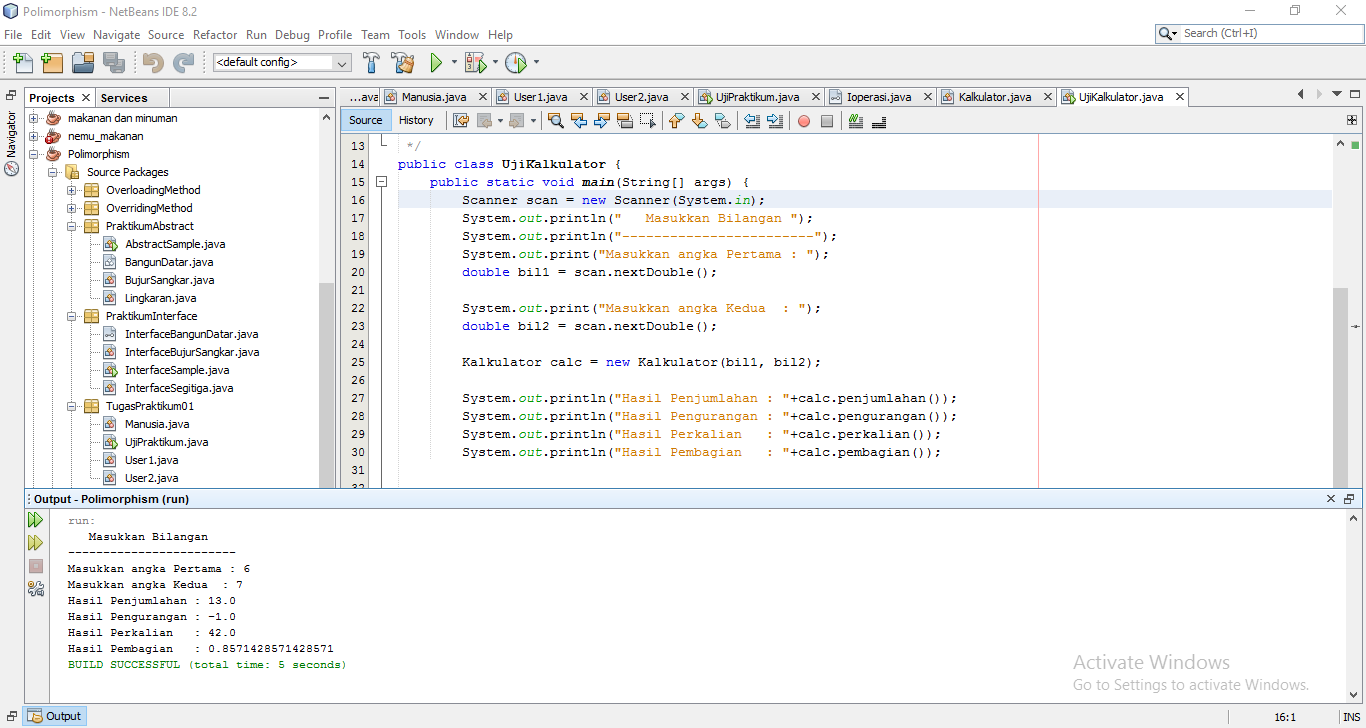 Polimorphism - NetBeans IDE 8.2
File Edit View Navigate Source Refactor Run Debug Profile Team Tools Window Help
Search (Ctrl+I)
<default config>
Projects Services
Navigator
makanan dan minuman
nemu_makanan
Polimorphism
Source Packages
OverloadingMethod
OverridingMethod
PraktikumAbstract
AbstractSample.java
BangunDatar.java
BujurSangkar.java
Lingkaran.java
PraktikumInterface
InterfaceBangunDatar.java
InterfaceBujurSangkar.java
InterfaceSample.java
InterfaceSegitiga.java
TugasPraktikum01
Manusia.java
UjiPraktikum.java
User1.java
User2.java
...ava Manusia.java User1.java User2.java UjiPraktikum.java Ioperasi.java Kalkulator.java UjiKalkulator.java
Source History
13 */
14 public class UjiKalkulator {
15 public static void main(String[] args) {
16 Scanner scan = new Scanner(System.in);
17 System.out.println("   Masukkan Bilangan ");
18 System.out.println("------------------------");
19 System.out.print("Masukkan angka Pertama : ");
20 double bil1 = scan.nextDouble();
21
22 System.out.print("Masukkan angka Kedua  : ");
23 double bil2 = scan.nextDouble();
24
25 Kalkulator calc = new Kalkulator(bil1, bil2);
26
27 System.out.println("Hasil Penjumlahan : "+calc.penjumlahan());
28 System.out.println("Hasil Pengurangan : "+calc.pengurangan());
29 System.out.println("Hasil Perkalian   : "+calc.perkalian());
30 System.out.println("Hasil Pembagian   : "+calc.pembagian());
31
32
Output - Polimorphism (run)
run:
Masukkan Bilangan
------------------------
Masukkan angka Pertama : 6
Masukkan angka Kedua  : 7
Hasil Penjumlahan : 13.0
Hasil Pengurangan : -1.0
Hasil Perkalian   : 42.0
Hasil Pembagian   : 0.8571428571428571
BUILD SUCCESSFUL (total time: 5 seconds)
Activate Windows
Go to Settings to activate Windows.
Output
16:1 INS